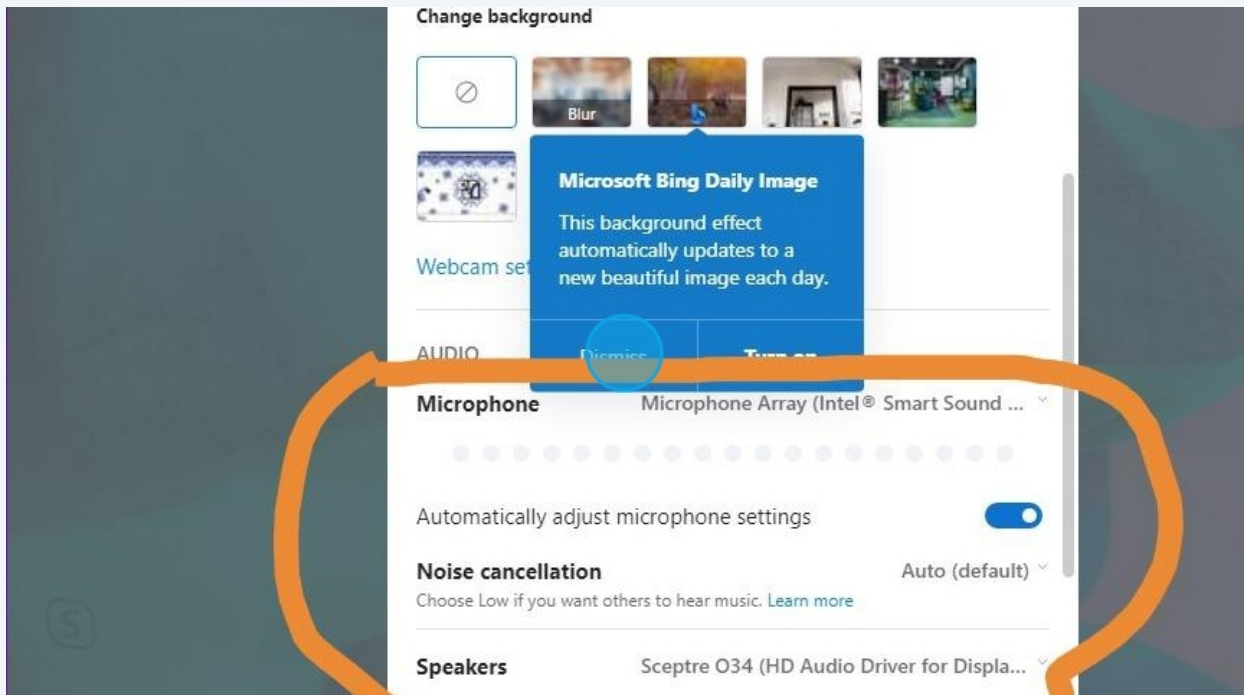 Change background
Blur
Microsoft Bing Daily Image
This background effect
automatically updates to a
new beautiful image each day.
Webcam set
AUDIO
Dismiss
Turn on
Microphone
Microphone Array (Intel® Smart Sound ...
Automatically adjust microphone settings
Noise cancellation
Auto (default)
Choose Low if you want others to hear music. Learn more
Speakers
Sceptre O34 (HD Audio Driver for Displa...